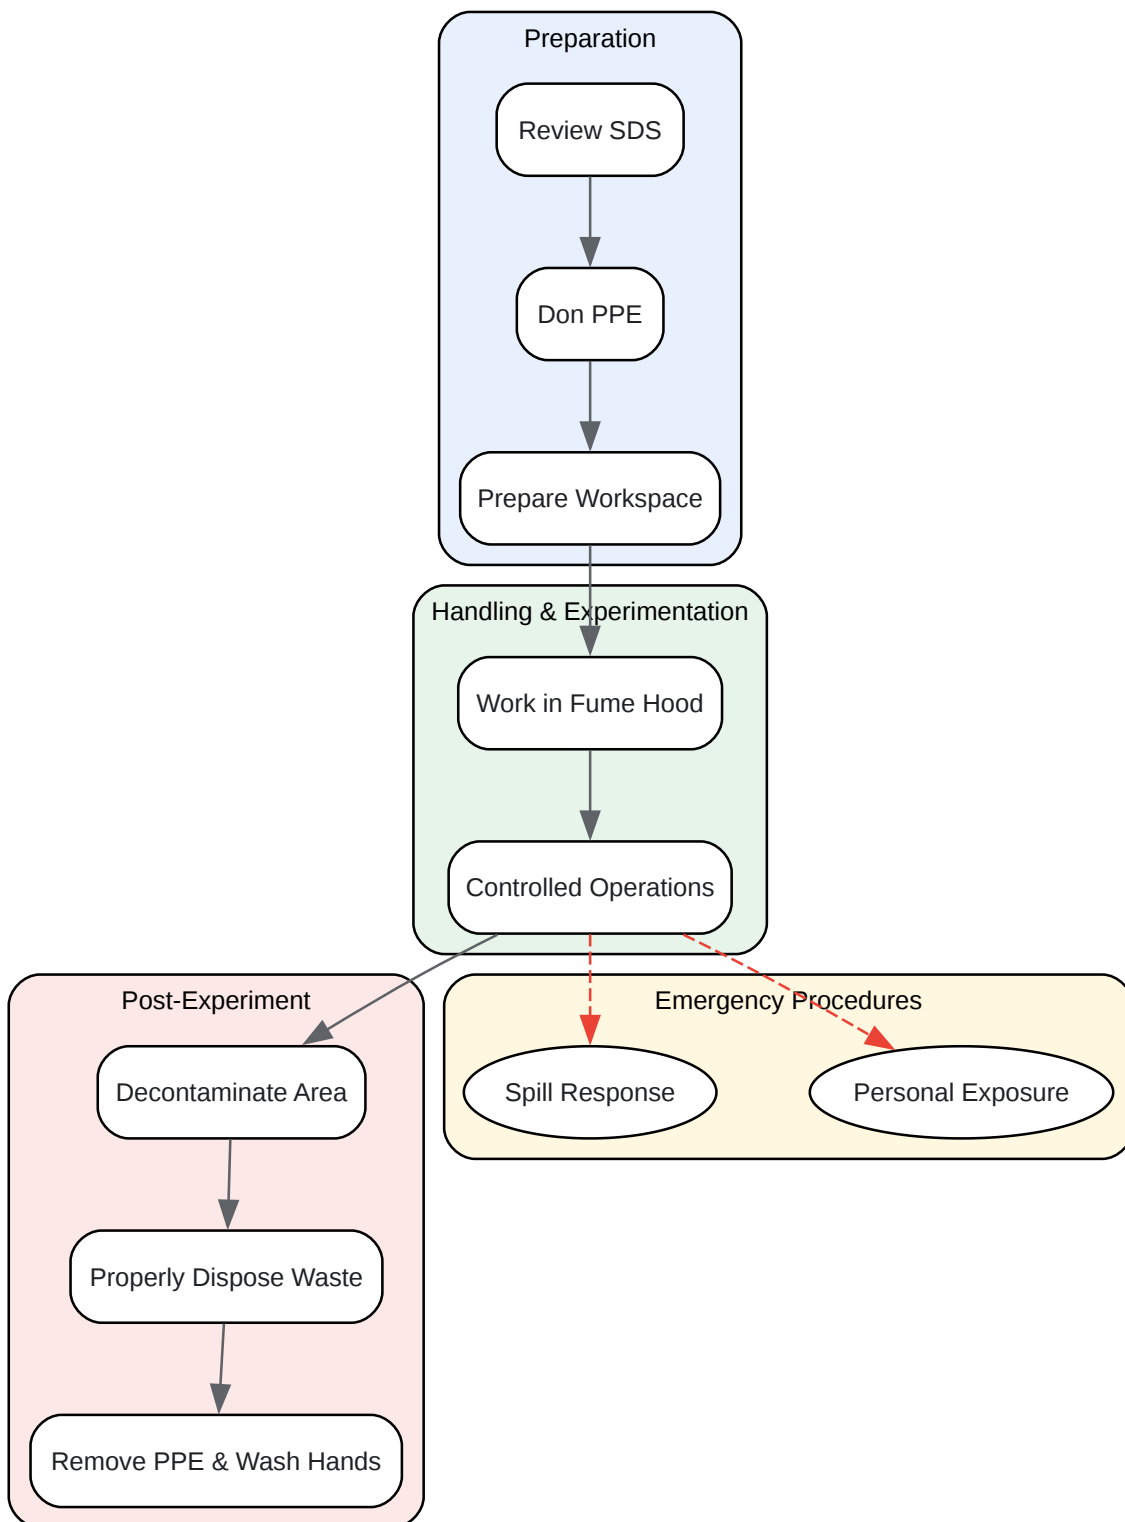 Preparation
Review SDS
Don PPE
Prepare Workspace
Handling & Experimentation
Work in Fume Hood
Controlled Operations
Post-Experiment
Decontaminate Area
Properly Dispose Waste
Remove PPE & Wash Hands
Emergency Procedures
Spill Response
Personal Exposure